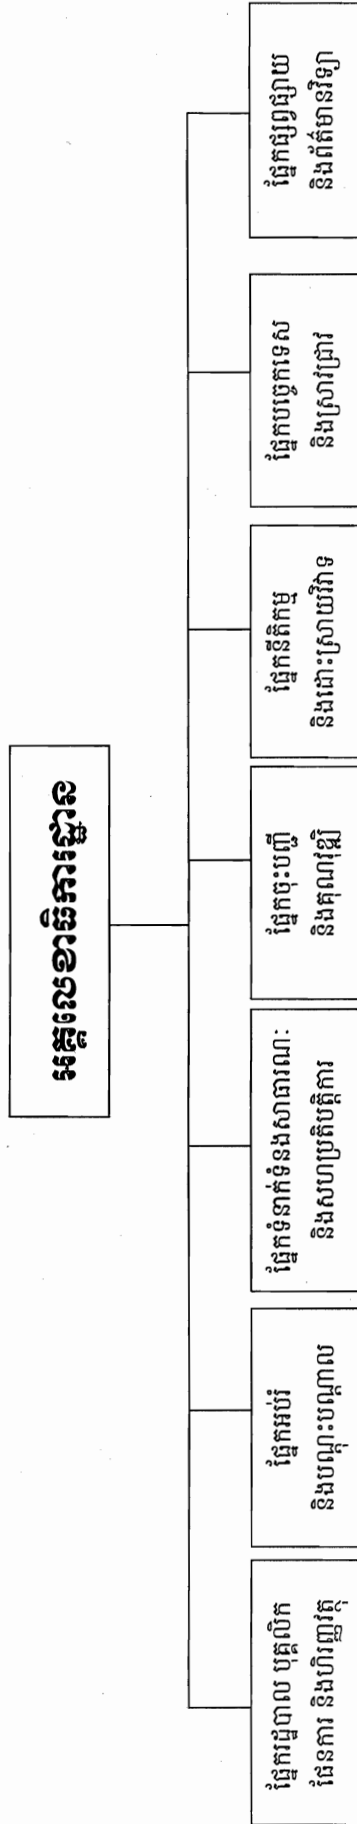 អគ្គលេខាធិការដ្ឋាន
ផ្នែករដ្ឋបាល បុគ្គលិក
ផែនការ និងហិរញ្ញវត្ថុ
ផ្នែកអប់រំ
និងបណ្តុះបណ្តាល
ផ្នែកទំនាក់ទំនងសាធារណៈ
និងសហប្រតិបត្តិការ
ផ្នែកចុះបញ្ជី
និងគុណវុឌ្ឍិ
ផ្នែកនីតិកម្ម
និងដោះស្រាយវិវាទ
ផ្នែកបច្ចេកទេស
និងស្រាវជ្រាវ
ផ្នែកផ្សព្វផ្សាយ
និងព័ត៌មានវិទ្យា